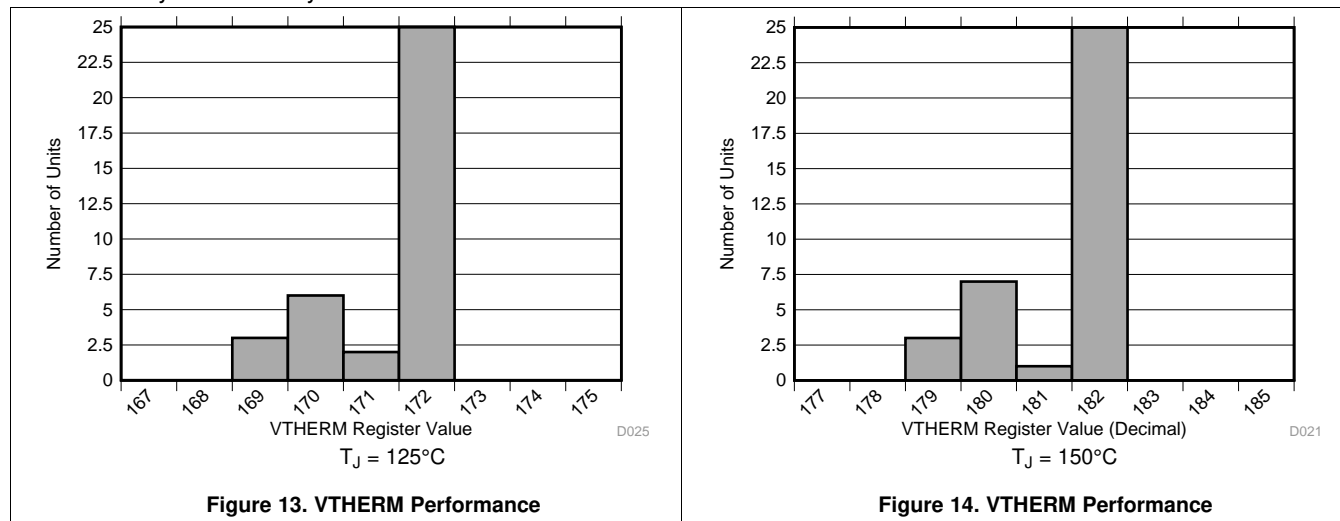 25
22.5
20
17.5
15
12.5
10
7.5
5
2.5
0
Number of Units
167 168 169 170 171 172 173 174 175
VTHERM Register Value
D025
TJ = 125°C
Figure 13. VTHERM Performance
25
22.5
20
17.5
15
12.5
10
7.5
5
2.5
0
Number of Units
177 178 179 180 181 182 183 184 185
VTHERM Register Value (Decimal)
D021
TJ = 150°C
Figure 14. VTHERM Performance